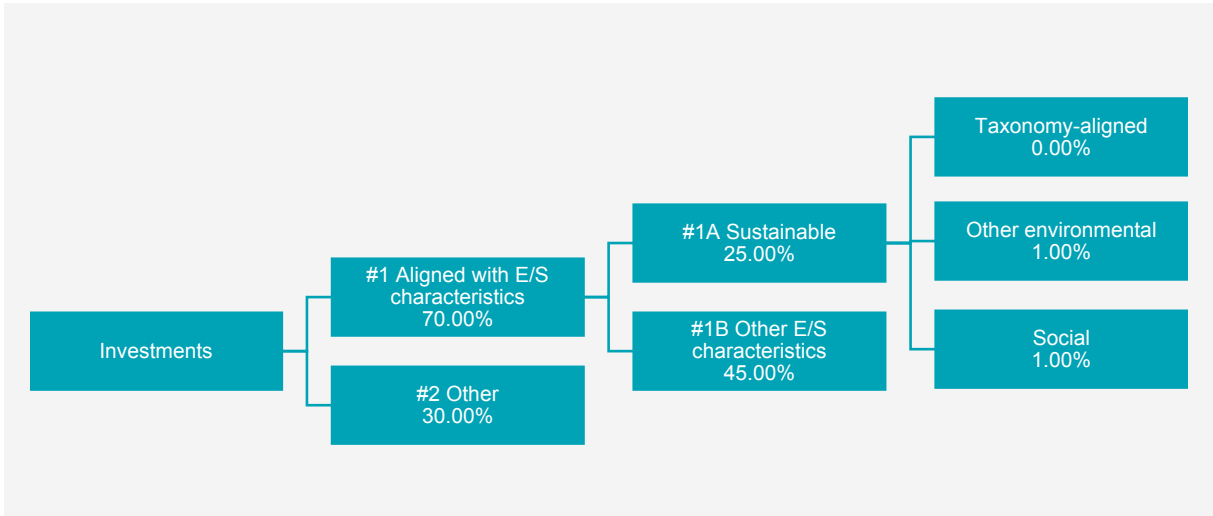 Investments
#1 Aligned with E/S
characteristics
70.00%
#2 Other
30.00%
#1A Sustainable
25.00%
#1B Other E/S
characteristics
45.00%
Taxonomy-aligned
0.00%
Other environmental
1.00%
Social
1.00%